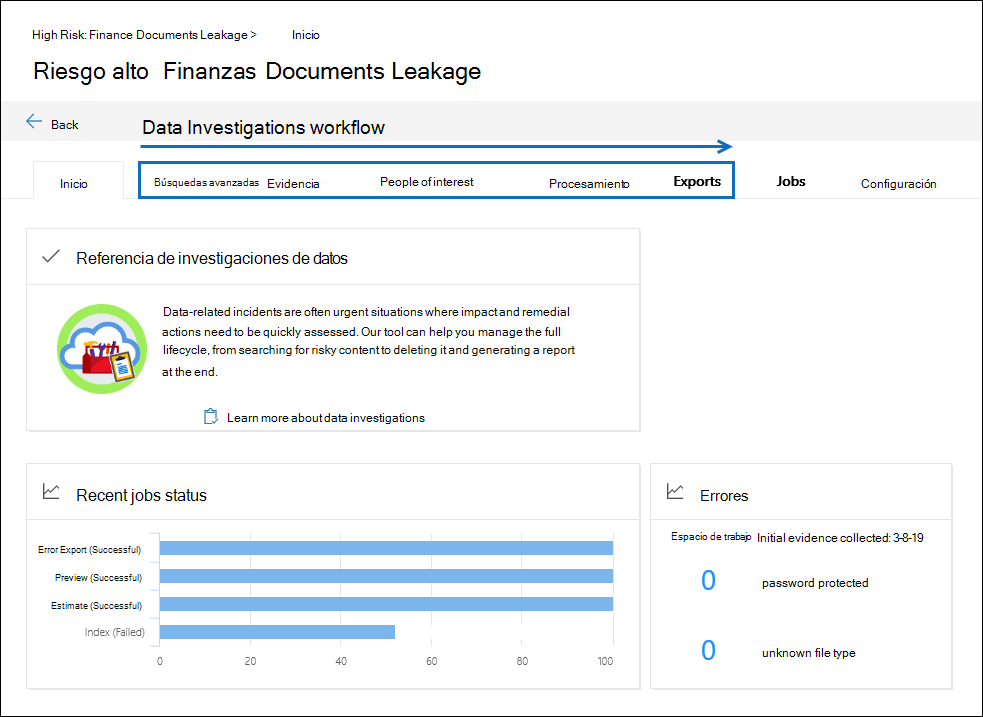 High Risk: Finance Documents Leakage > Inicio
Riesgo alto Finanzas Documents Leakage
Back
Data Investigations workflow
Inicio Búsquedas avanzadas Evidencia People of interest Procesamiento Exports Jobs Configuración
Referencia de investigaciones de datos
Data-related incidents are often urgent situations where impact and remedial
actions need to be quickly assessed. Our tool can help you manage the full
lifecycle, from searching for risky content to deleting it and generating a report
at the end.
Learn more about data investigations
Recent jobs status
Error Export (Successful)
Preview (Successful)
Estimate (Successful)
Index (Failed)
0 20 40 60 80 100
Errores
Espacio de trabajo Initial evidence collected: 3-8-19
0 password protected
0 unknown file type